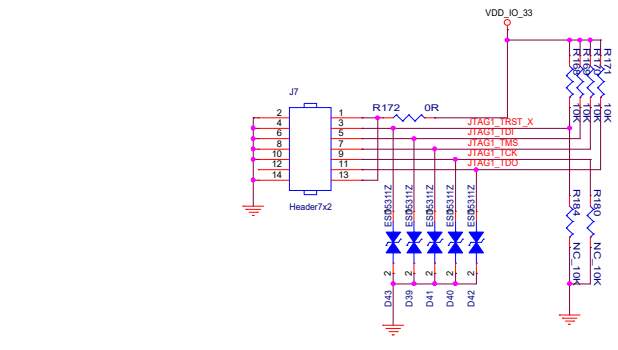 VDD_IO_33
J7
R172 0R
2 1
4 3
6 5
8 7
10 9
12 11
14 13
JTAG1_TRST_X
JTAG1_TDI
JTAG1_TMS
JTAG1_TCK
JTAG1_TDO
Header7x2
R168
R169
R170
R171
10K
10K
10K
10K
ESD5311Z
ESD5311Z
ESD5311Z
ESD5311Z
ESD5311Z
2
2
2
2
2
D43
D39
D41
D40
D42
R184
R180
NC_10K
NC_10K